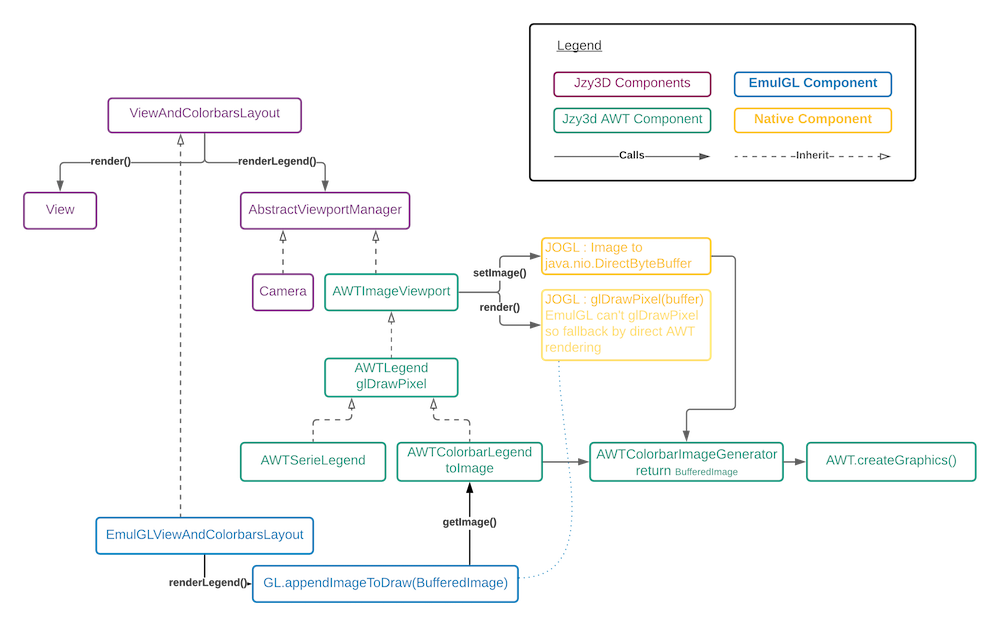 Legend
Jzy3D Components
EmulGL Component
Jzy3d AWT Component
Native Component
Calls
Inherit
ViewAndColorbarsLayout
render()
renderLegend()
View
AbstractViewportManager
Camera
AWTImageViewport
setImage()
render()
JOGL : Image to
java.nio.DirectByteBuffer
JOGL : glDrawPixel(buffer)
EmulGL can't glDrawPixel
so fallback by direct AWT
rendering
AWTLegend
glDrawPixel
AWTSerieLegend
AWTColorbarLegend
toImage
AWTColorbarImageGenerator
return BufferedImage
AWT.createGraphics()
getImage()
EmulGLViewAndColorbarsLayout
renderLegend()
GL.appendImageToDraw(BufferedImage)